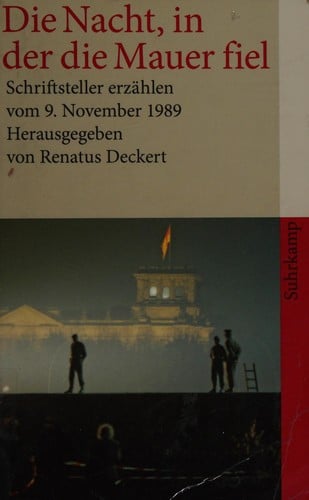 Die Nacht, in
der die Mauer fiel
Schriftsteller erzählen
vom 9. November 1989
Herausgegeben
von Renatus Deckert
Suhrkamp